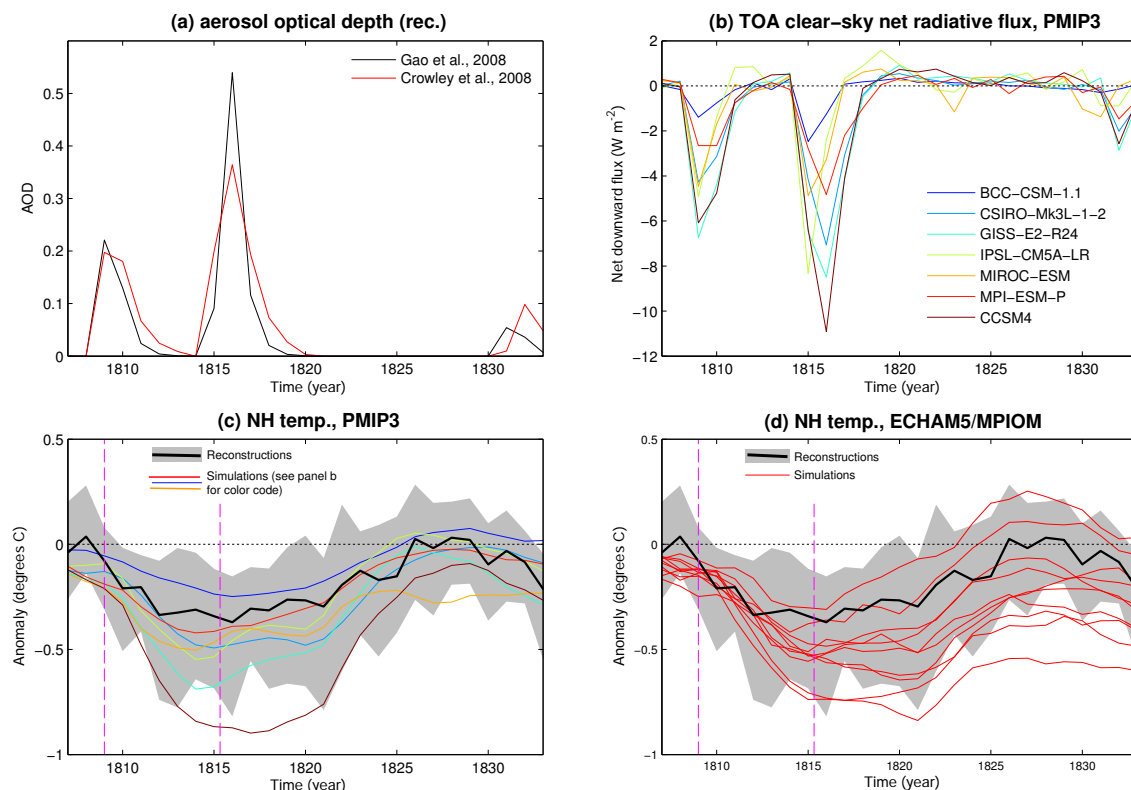 (a) aerosol optical depth (rec.)
Gao et al., 2008
Crowley et al., 2008
AOD
0.5
0.4
0.3
0.2
0.1
0
1810
1815
1820
1825
1830
Time (year)
(b) TOA clear−sky net radiative flux, PMIP3
Net downward flux (W m-2)
2
0
−2
−4
−6
−8
−10
−12
BCC−CSM−1.1
CSIRO−Mk3L−1−2
GISS−E2−R24
IPSL−CM5A−LR
MIROC−ESM
MPI−ESM−P
CCSM4
1810
1815
1820
1825
1830
Time (year)
(c) NH temp., PMIP3
Reconstructions
Simulations (see panel b
for color code)
Anomaly (degrees C)
0.5
0
−0.5
−1
1810
1815
1820
1825
1830
Time (year)
(d) NH temp., ECHAM5/MPIOM
Reconstructions
Simulations
Anomaly (degrees C)
0.5
0
−0.5
−1
1810
1815
1820
1825
1830
Time (year)